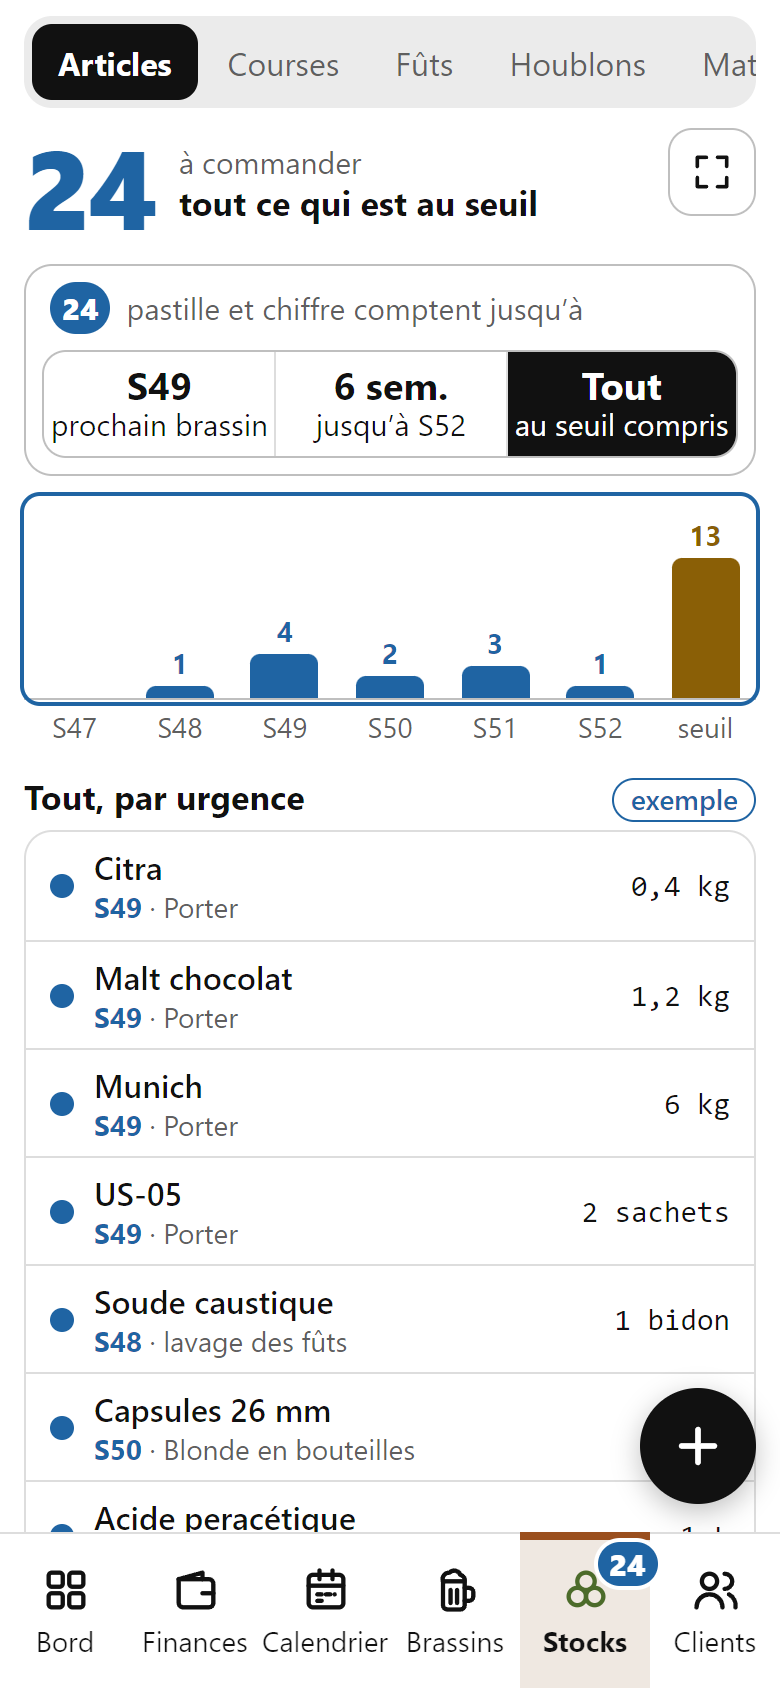 Articles Courses Fûts Houblons Mat
24
à commander
tout ce qui est au seuil
24 pastille et chiffre comptent jusqu’à
S49 6 sem. Tout
prochain brassin jusqu’à S52 au seuil compris
1 4 2 3 1 13
S47 S48 S49 S50 S51 S52 seuil
Tout, par urgence exemple
Citra
S49 · Porter
0,4 kg
Malt chocolat
S49 · Porter
1,2 kg
Munich
S49 · Porter
6 kg
US-05
S49 · Porter
2 sachets
Soude caustique
S48 · lavage des fûts
1 bidon
Capsules 26 mm
S50 · Blonde en bouteilles
Acide peracétique
24
Bord Finances Calendrier Brassins Stocks Clients